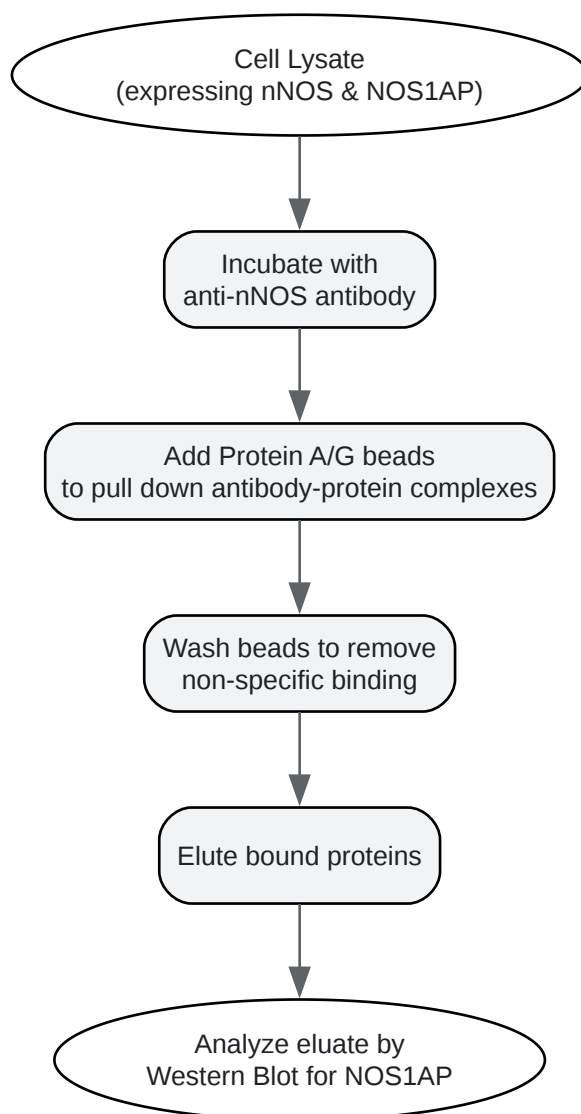 Cell Lysate
(expressing nNOS & NOS1AP)
Incubate with
anti-nNOS antibody
Add Protein A/G beads
to pull down antibody-protein complexes
Wash beads to remove
non-specific binding
Elute bound proteins
Analyze eluate by
Western Blot for NOS1AP